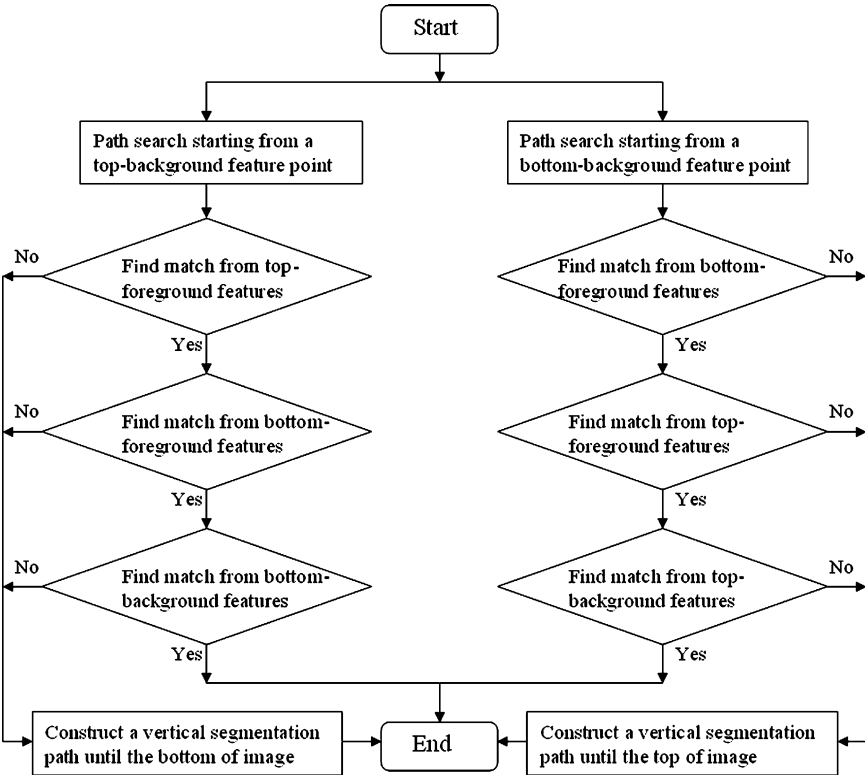 Start
Path search starting from a
top-background feature point
Path search starting from a
bottom-background feature point
No
Find match from top-
foreground features
Find match from bottom-
foreground features
No
Yes
Yes
No
Find match from bottom-
foreground features
Find match from top-
foreground features
No
Yes
Yes
No
Find match from bottom-
background features
Find match from top-
background features
No
Yes
Yes
Construct a vertical segmentation
path until the bottom of image
End
Construct a vertical segmentation
path until the top of image